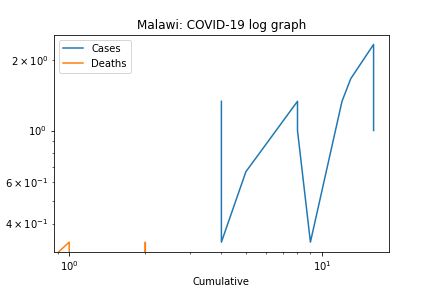 Malawi: COVID-19 log graph
Cases
Deaths
2 × 10⁰
10⁰
6 × 10⁻¹
4 × 10⁻¹
10⁰
10¹
Cumulative